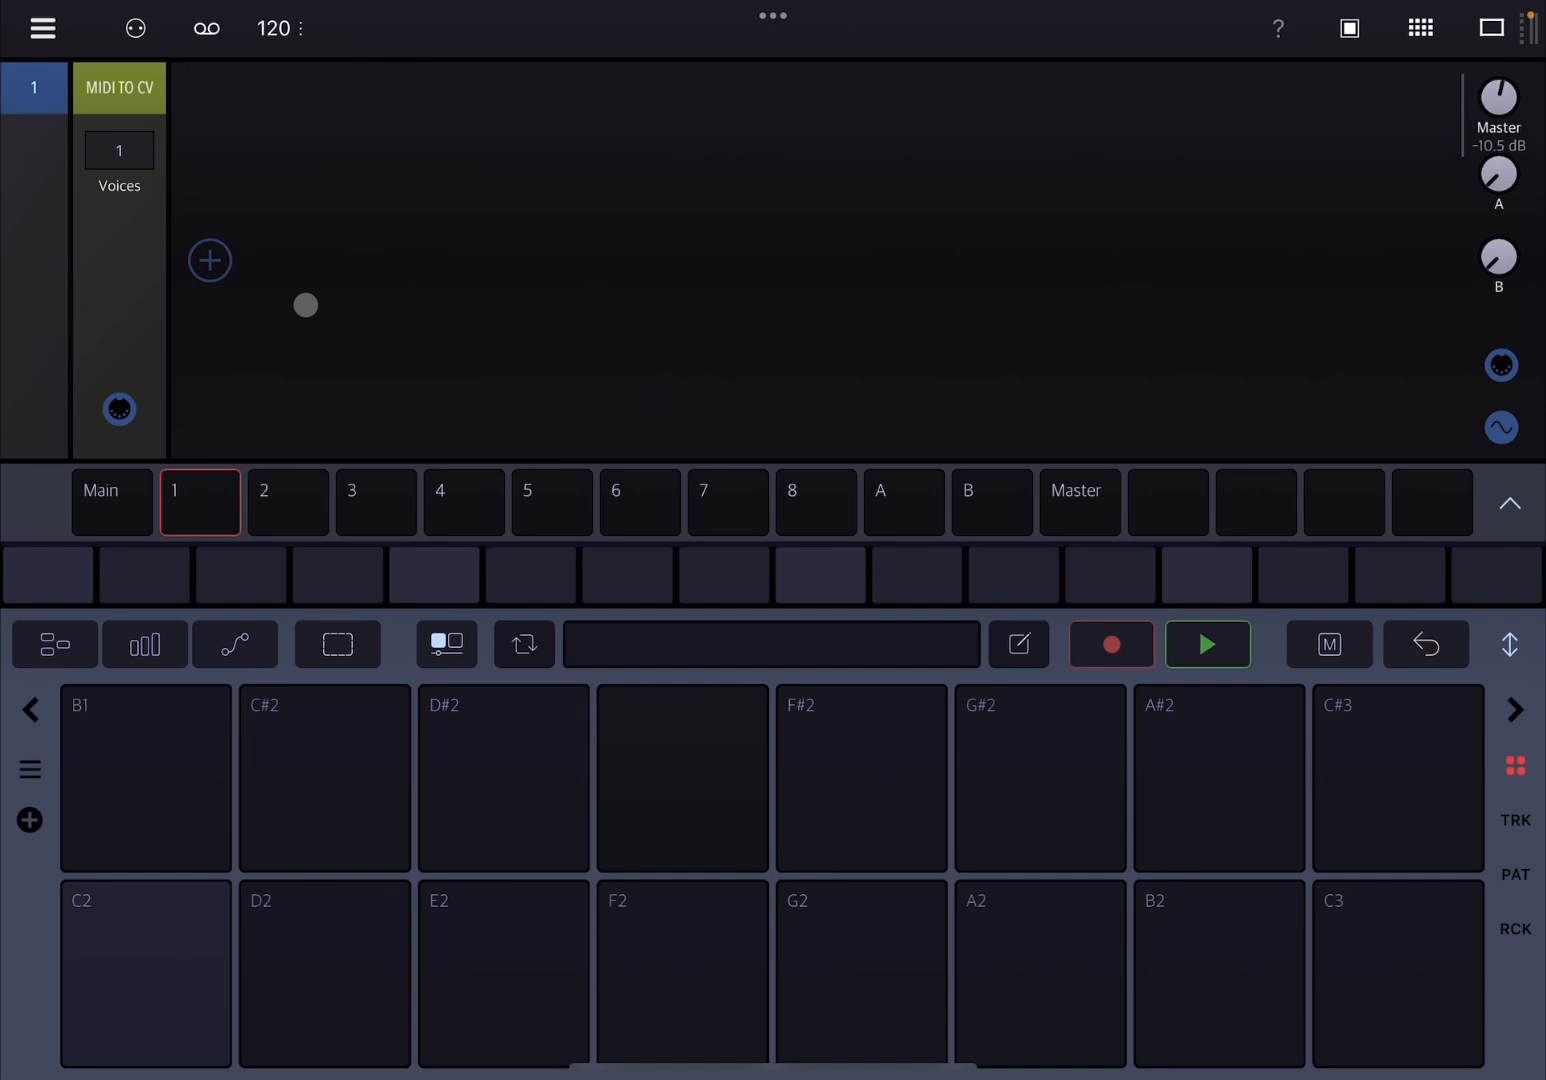 120
?
1
MIDI TO CV
1
Voices
Master
-10.5 dB
A
B
Main
1
2
3
4
5
6
7
8
A
B
Master
M
B1
C#2
D#2
F#2
G#2
A#2
C#3
TRK
PAT
RCK
C2
D2
E2
F2
G2
A2
B2
C3